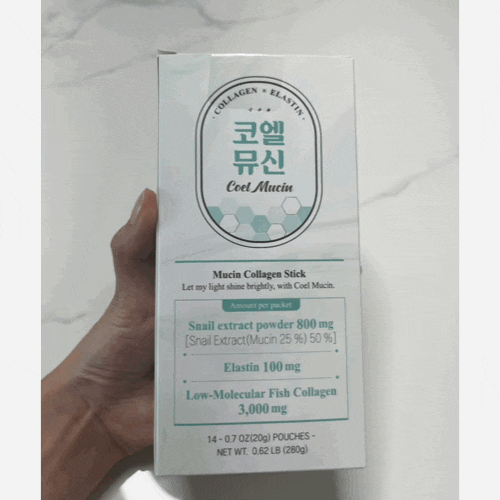 · COLLAGEN × ELASTIN ·
코엘
뮤신
Coel Mucin
Mucin Collagen Stick
Let my light shine brightly, with Coel Mucin.
Amount per packet
Snail extract powder 800 mg
[Snail Extract(Mucin 25 %) 50 %]
Elastin 100 mg
Low-Molecular Fish Collagen
3,000 mg
14 - 0.7 OZ(20g) POUCHES -
NET WT. 0.62 LB (280g)